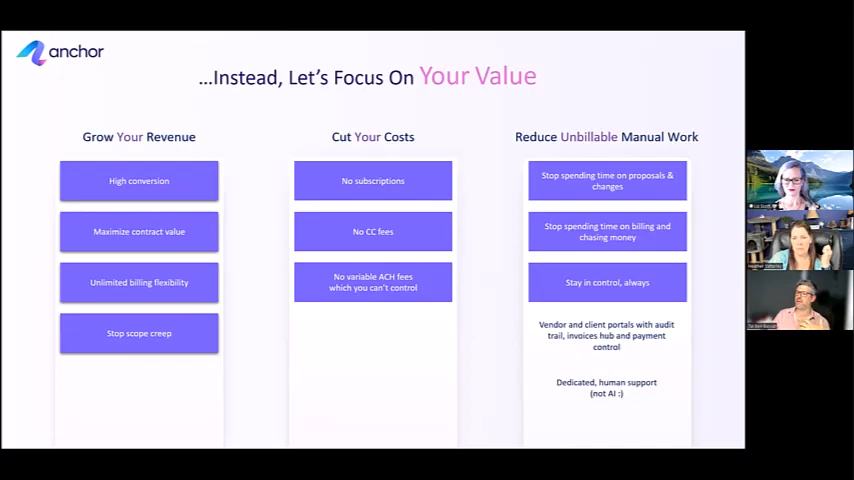 anchor
...Instead, Let's Focus On Your Value
Grow Your Revenue
High conversion
Maximize contract value
Unlimited billing flexibility
Stop scope creep
Cut Your Costs
No subscriptions
No CC fees
No variable ACH fees
which you can't control
Reduce Unbillable Manual Work
Stop spending time on proposals &
changes
Stop spending time on billing and
chasing money
Stay in control, always
Vendor and client portals with audit
trail, invoices hub and payment
control
Dedicated, human support
(not AI :)